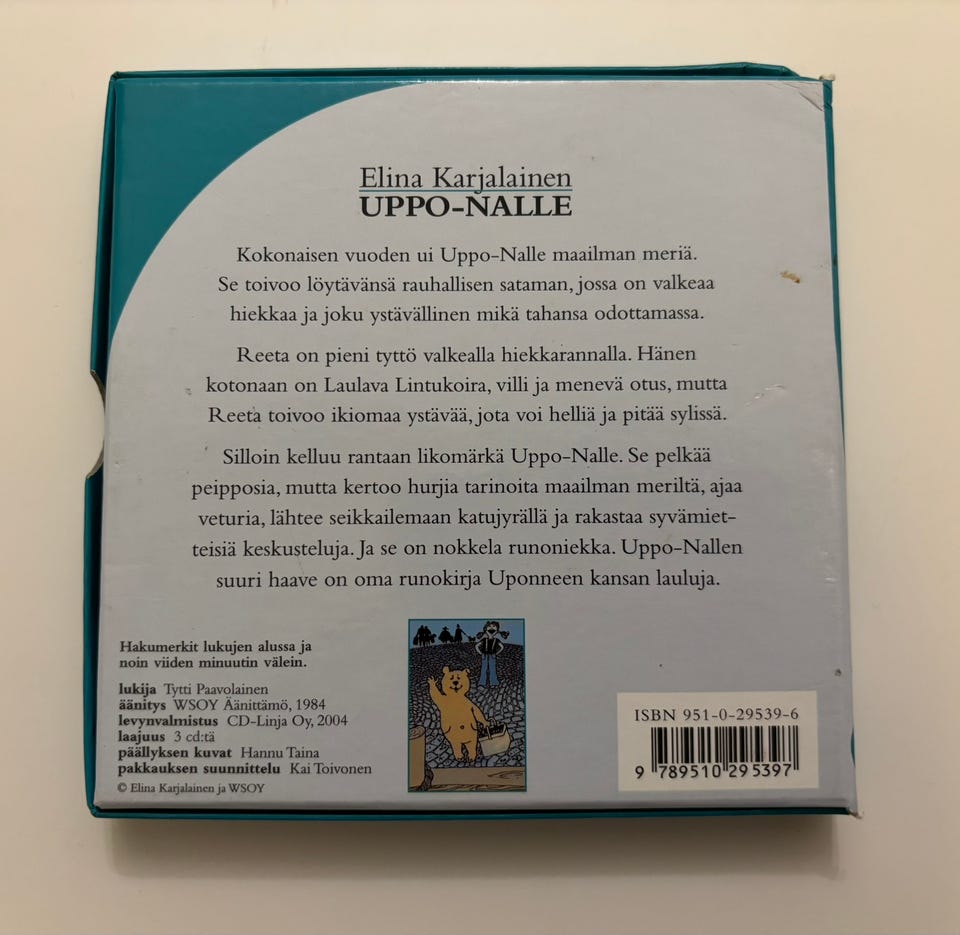 Elina Karjalainen
UPPO-NALLE
Kokonaisen vuoden ui Uppo-Nalle maailman meriä.
Se toivoo löytävänsä rauhallisen sataman, jossa on valkeaa
hiekkaa ja joku ystävällinen mikä tahansa odottamassa.
Reeta on pieni tyttö valkealla hiekkarannalla. Hänen
kotonaan on Laulava Lintukoira, villi ja menevä otus, mutta
Reeta toivoo ikiomaa ystävää, jota voi helliä ja pitää sylissä.
Silloin kelluu rantaan likomärkä Uppo-Nalle. Se pelkää
peipposia, mutta kertoo hurjia tarinoita maailman meriltä, ajaa
veturia, lähtee seikkailemaan katujyrällä ja rakastaa syvämiet-
teisiä keskusteluja. Ja se on nokkela runoniekka. Uppo-Nallen
suuri haave on oma runokirja Uponneen kansan lauluja.
Hakumerkit lukujen alussa ja
noin viiden minuutin välein.
lukija Tytti Paavolainen
äänitys WSOY Äänittämö, 1984
levynvalmistus CD-Linja Oy, 2004
laajuus 3 cd:tä
päällyksen kuvat Hannu Taina
pakkauksen suunnittelu Kai Toivonen
© Elina Karjalainen ja WSOY
ISBN 951-0-29539-6
9 789510 295397